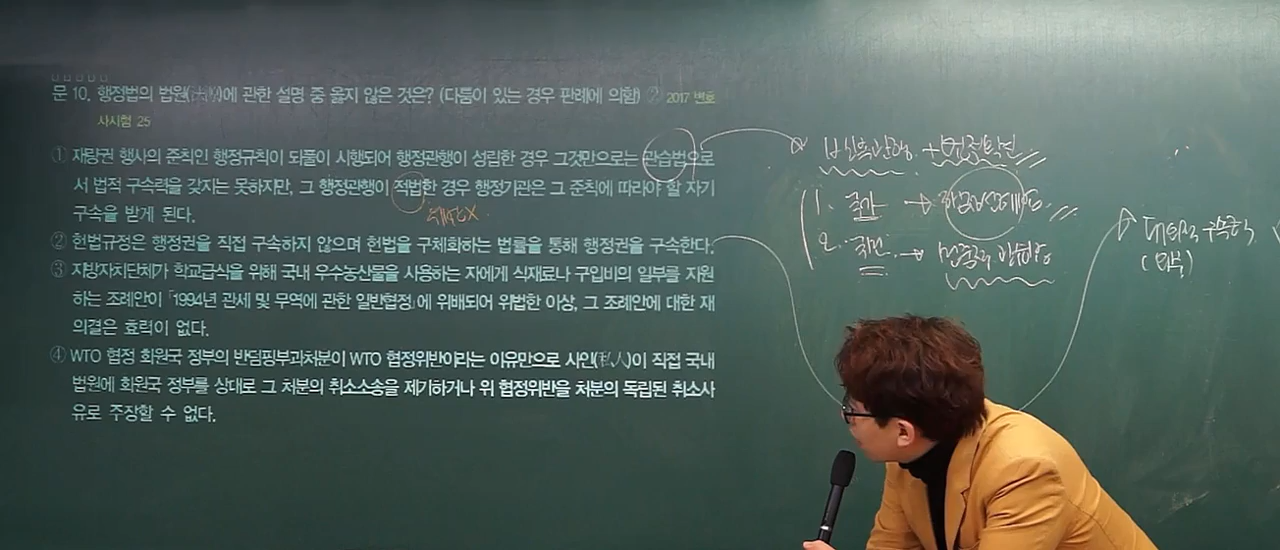 문 10. 행정법의 법원(法源)에 관한 설명 중 옳지 않은 것은? (다툼이 있는 경우 판례에 의함) ② 2017 변호
사시험 25
① 재량권 행사의 준칙인 행정규칙이 되풀이 시행되어 행정관행이 성립한 경우 그것만으로는 관습법으로
서 법적 구속력을 갖지는 못하지만, 그 행정관행이 적법한 경우 행정기관은 그 준칙에 따라야 할 자기
구속을 받게 된다.
② 헌법규정은 행정권을 직접 구속하지 않으며 헌법을 구체화하는 법률을 통해 행정권을 구속한다.
③ 지방자치단체가 학교급식을 위해 국내 우수농산물을 사용하는 자에게 식재료나 구입비의 일부를 지원
하는 조례안이 「1994년 관세 및 무역에 관한 일반협정」에 위배되어 위법한 이상, 그 조례안에 대한 재
의결은 효력이 없다.
④ WTO 협정 회원국 정부의 반덤핑부과처분이 WTO 협정위반이라는 이유만으로 사인(私人)이 직접 국내
법원에 회원국 정부를 상대로 그 처분의 취소소송을 제기하거나 위 협정위반을 처분의 독립된 취소사
유로 주장할 수 없다.
1. 국가 →
2. 국민 →